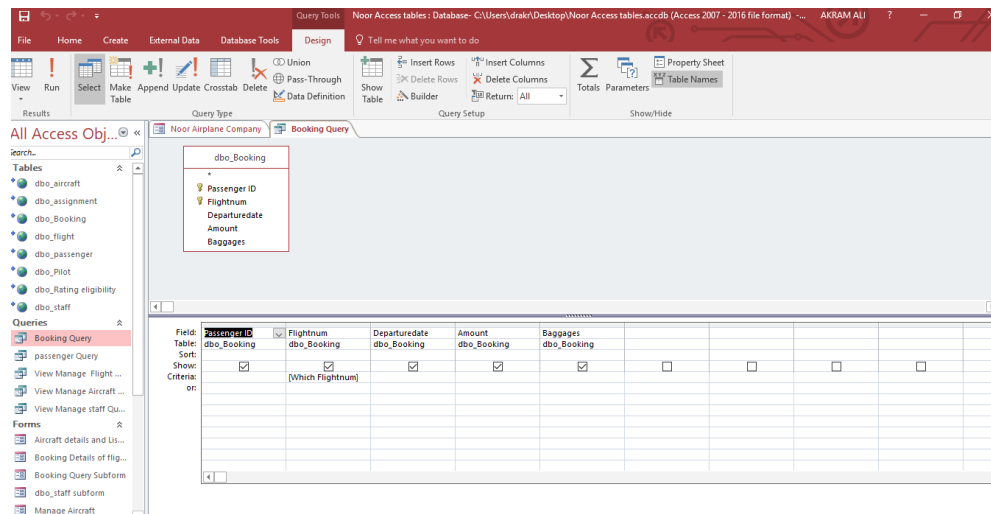 Query Tools Noor Access tables : Database- C:\Users\drakr\Desktop\Noor Access tables.accdb (Access 2007 - 2016 file format) -... AKRAM ALI ?
File Home Create External Data Database Tools Design Tell me what you want to do
View Run Select Make Table Append Update Crosstab Delete
Union
Pass-Through
Data Definition
Show Table
Insert Rows
Delete Rows
Builder
Insert Columns
Delete Columns
Return: All
Totals Parameters
Property Sheet
Table Names
Results Query Type Query Setup Show/Hide
All Access Obj...
Search...
Tables
dbo_aircraft
dbo_assignment
dbo_Booking
dbo_flight
dbo_passenger
dbo_Pilot
dbo_Rating eligibility
dbo_staff
Queries
Booking Query
passenger Query
View Manage Flight ...
View Manage Aircraft ...
View Manage staff Qu...
Forms
Aircraft details and Lis...
Booking Details of flig...
Booking Query Subform
dbo_staff subform
Manage Aircraft
Noor Airplane Company Booking Query
dbo_Booking
*
Passenger ID
Flightnum
Departuredate
Amount
Baggages
Field: Passenger ID Flightnum Departuredate Amount Baggages
Table: dbo_Booking dbo_Booking dbo_Booking dbo_Booking dbo_Booking
Sort:
Show:
Criteria: [Which Flightnum]
or: